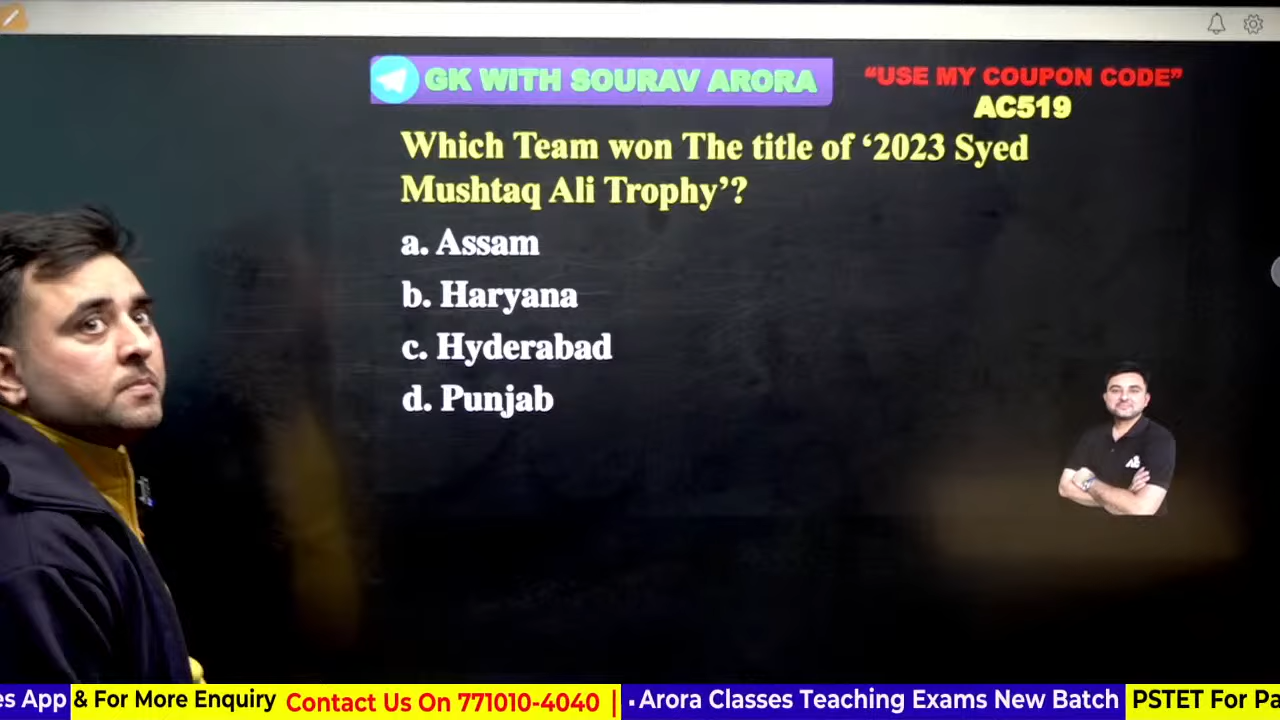 GK WITH SOURAV ARORA
“USE MY COUPON CODE”
AC519
Which Team won The title of ‘2023 Syed
Mushtaq Ali Trophy’?
a. Assam
b. Haryana
c. Hyderabad
d. Punjab
es App & For More Enquiry Contact Us On 771010-4040 | • Arora Classes Teaching Exams New Batch PSTET For Pa